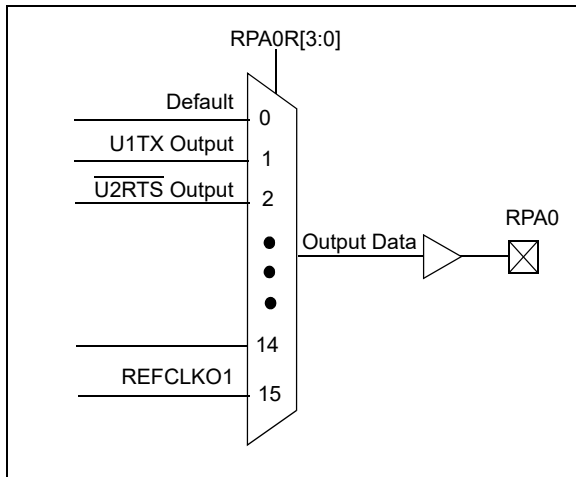 RPA0R[3:0]
Default
0
U1TX Output
1
U2RTS Output
2
Output Data
RPA0
14
REFCLKO1
15